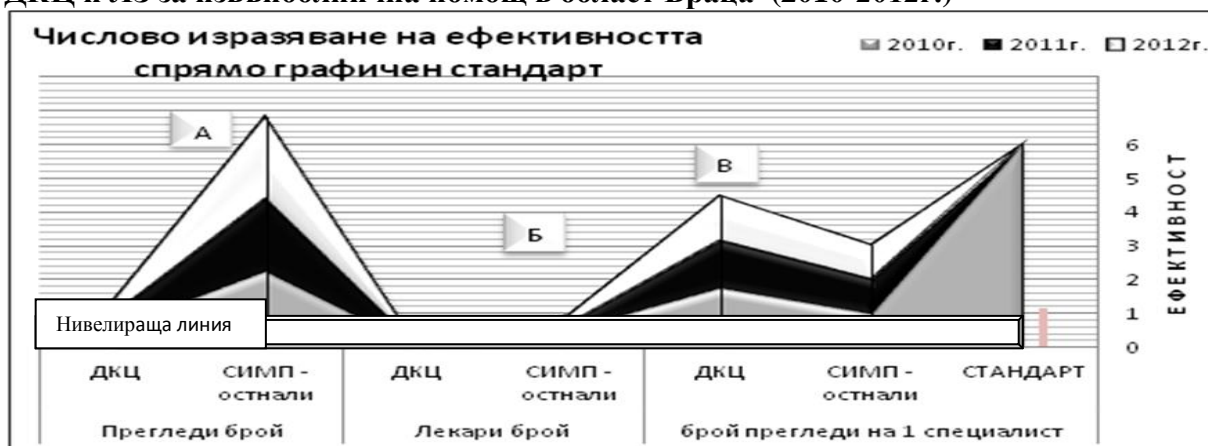 ДКЦ и ЛЗ за извънболнична помощ в област Враца (2010-2012г.)
Числово изразяване на ефективността
спрямо графичен стандарт
2010г. 2011г. 2012г.
А
Б
В
Нивелираща линия
6
5
4
3
2
1
0
ЕФЕКТИВНОСТ
ДКЦ
СИМП -
остнали
ДКЦ
СИМП -
остнали
ДКЦ
СИМП -
остнали
СТАНДАРТ
Прегледи брой
Лекари брой
брой прегледи на 1 специалист